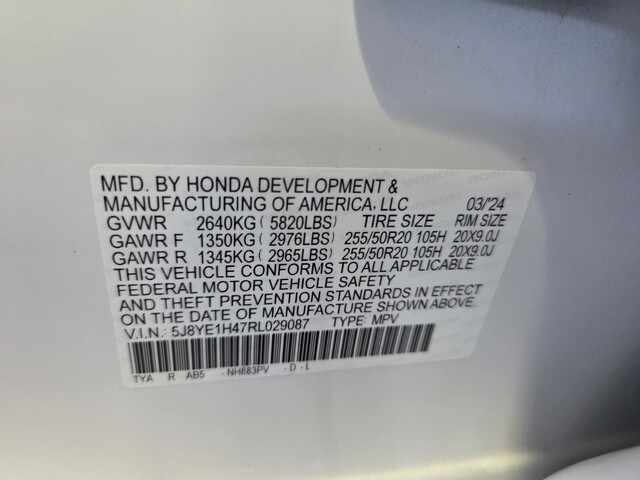 MFD. BY HONDA DEVELOPMENT &
MANUFACTURING OF AMERICA, LLC 03/'24
GVWR 2640KG ( 5820LBS) TIRE SIZE RIM SIZE
GAWR F 1350KG ( 2976LBS) 255/50R20 105H 20X9.0J
GAWR R 1345KG ( 2965LBS) 255/50R20 105H 20X9.0J
THIS VEHICLE CONFORMS TO ALL APPLICABLE
FEDERAL MOTOR VEHICLE SAFETY
AND THEFT PREVENTION STANDARDS IN EFFECT
ON THE DATE OF MANUFACTURE SHOWN ABOVE.
V.I.N.: 5J8YE1H47RL029087 TYPE: MPV
TYA R AB5 -NH883PV -D-L